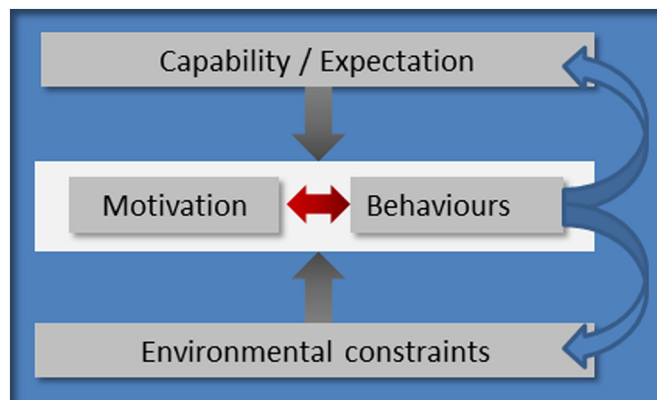 Capability / Expectation
Motivation
Behaviours
Environmental constraints